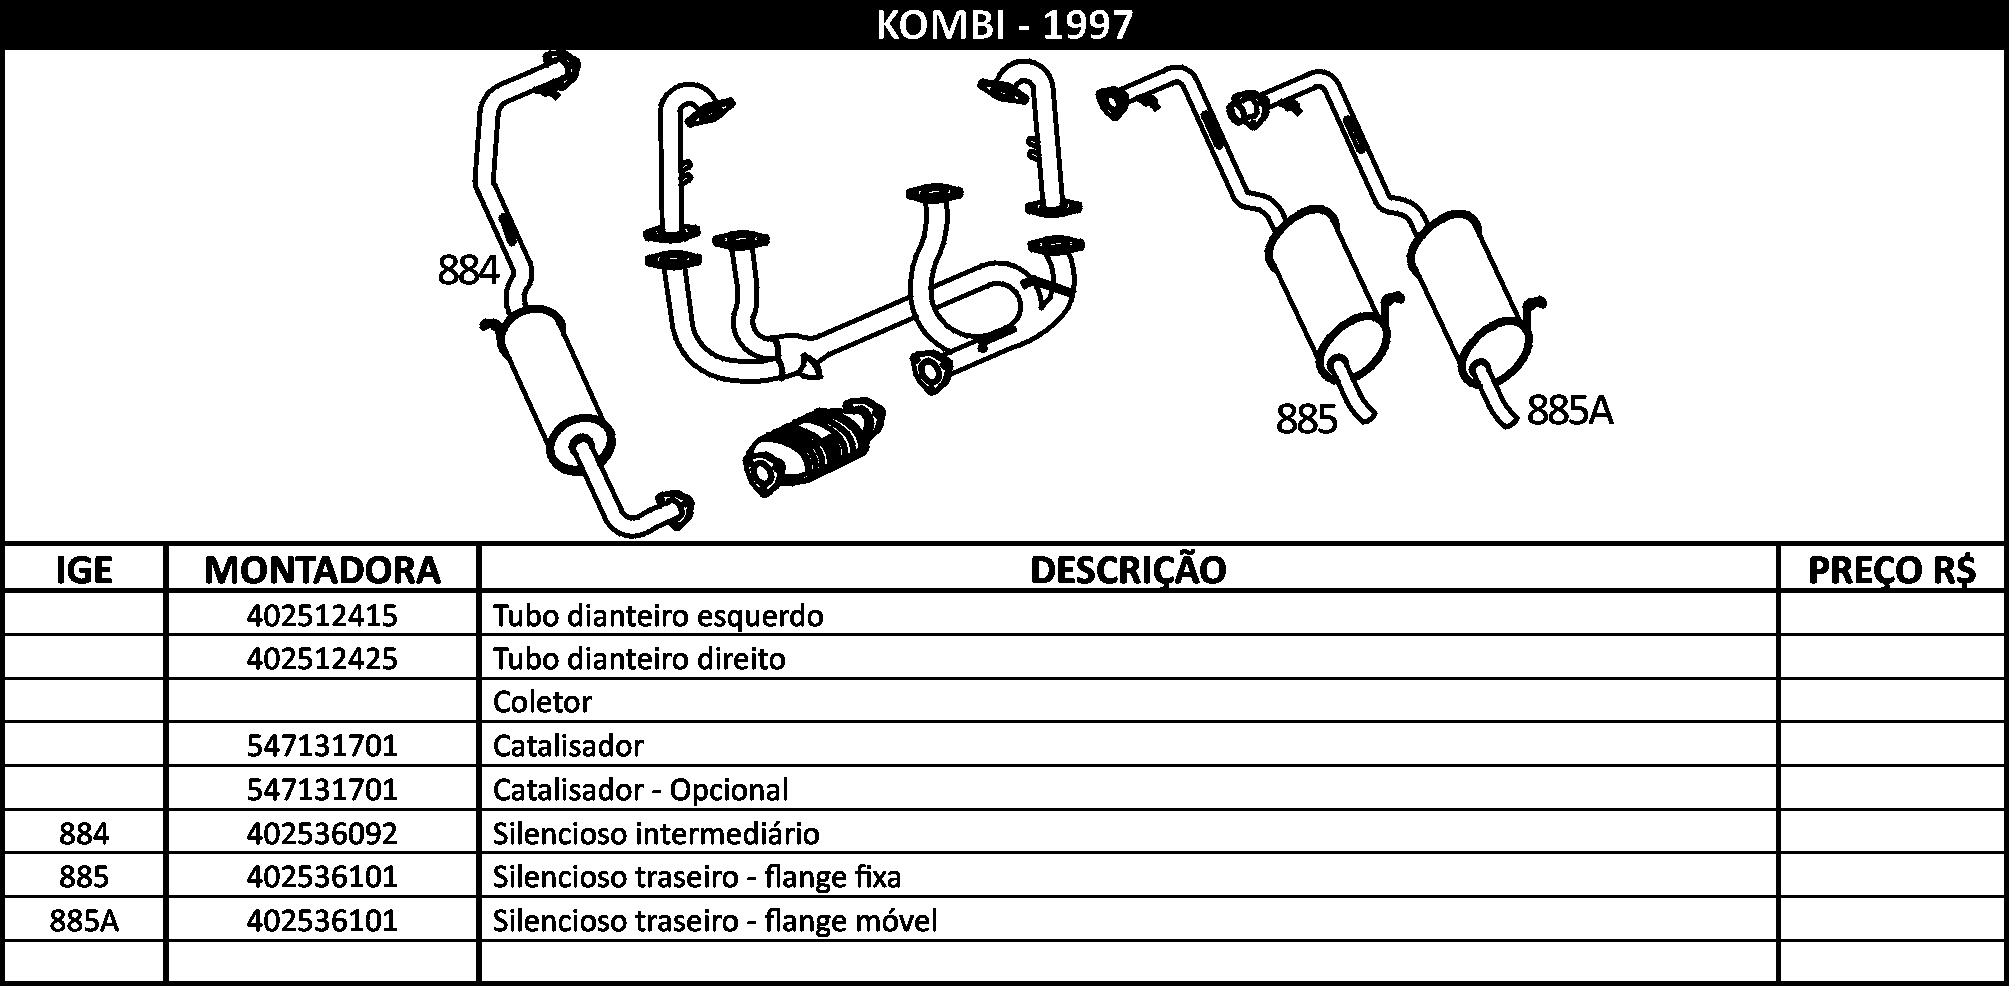 KOMBI - 1997
884
885
885A
IGE MONTADORA DESCRIÇÃO PREÇO R$
402512415 Tubo dianteiro esquerdo
402512425 Tubo dianteiro direito
Coletor
547131701 Catalisador
547131701 Catalisador - Opcional
884 402536092 Silencioso intermediário
885 402536101 Silencioso traseiro - flange fixa
885A 402536101 Silencioso traseiro - flange móvel